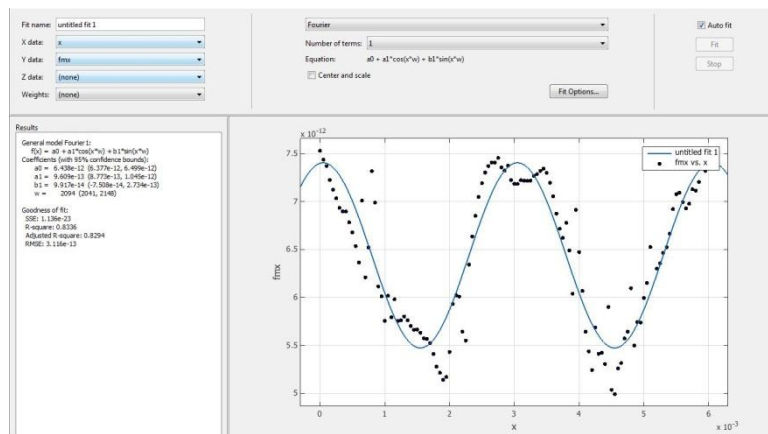 Fit name: untitled fit 1
X data: x
Y data: fmx
Z data: (none)
Weights: (none)
Fourier
Number of terms: 1
Equation: a0 + a1*cos(x*w) + b1*sin(x*w)
Center and scale
Fit Options...
Auto fit
Fit
Stop
Results
General model Fourier1:
f(x) = a0 + a1*cos(x*w) + b1*sin(x*w)
Coefficients (with 95% confidence bounds):
a0 = 6.438e-12 (6.377e-12, 6.499e-12)
a1 = 9.609e-13 (8.773e-13, 1.045e-12)
b1 = 9.917e-14 (-7.508e-14, 2.734e-13)
w = 2094 (2041, 2148)
Goodness of fit:
SSE: 1.136e-23
R-square: 0.8336
Adjusted R-square: 0.8294
RMSE: 3.116e-13
x 10^-12
untitled fit 1
fmx vs. x
7.5
7
6.5
6
5.5
5
fmx
0 1 2 3 4 5 6
x
x 10^-3